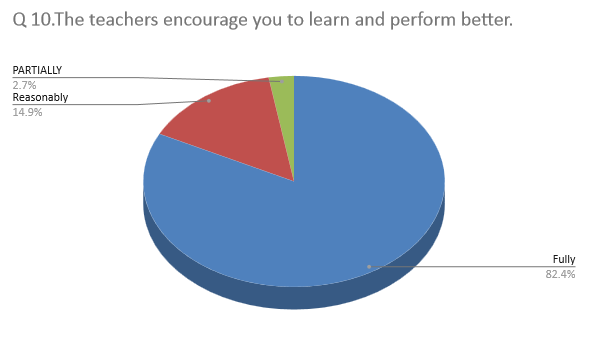 Q 10.The teachers encourage you to learn and perform better.
PARTIALLY
2.7%
Reasonably
14.9%
Fully
82.4%